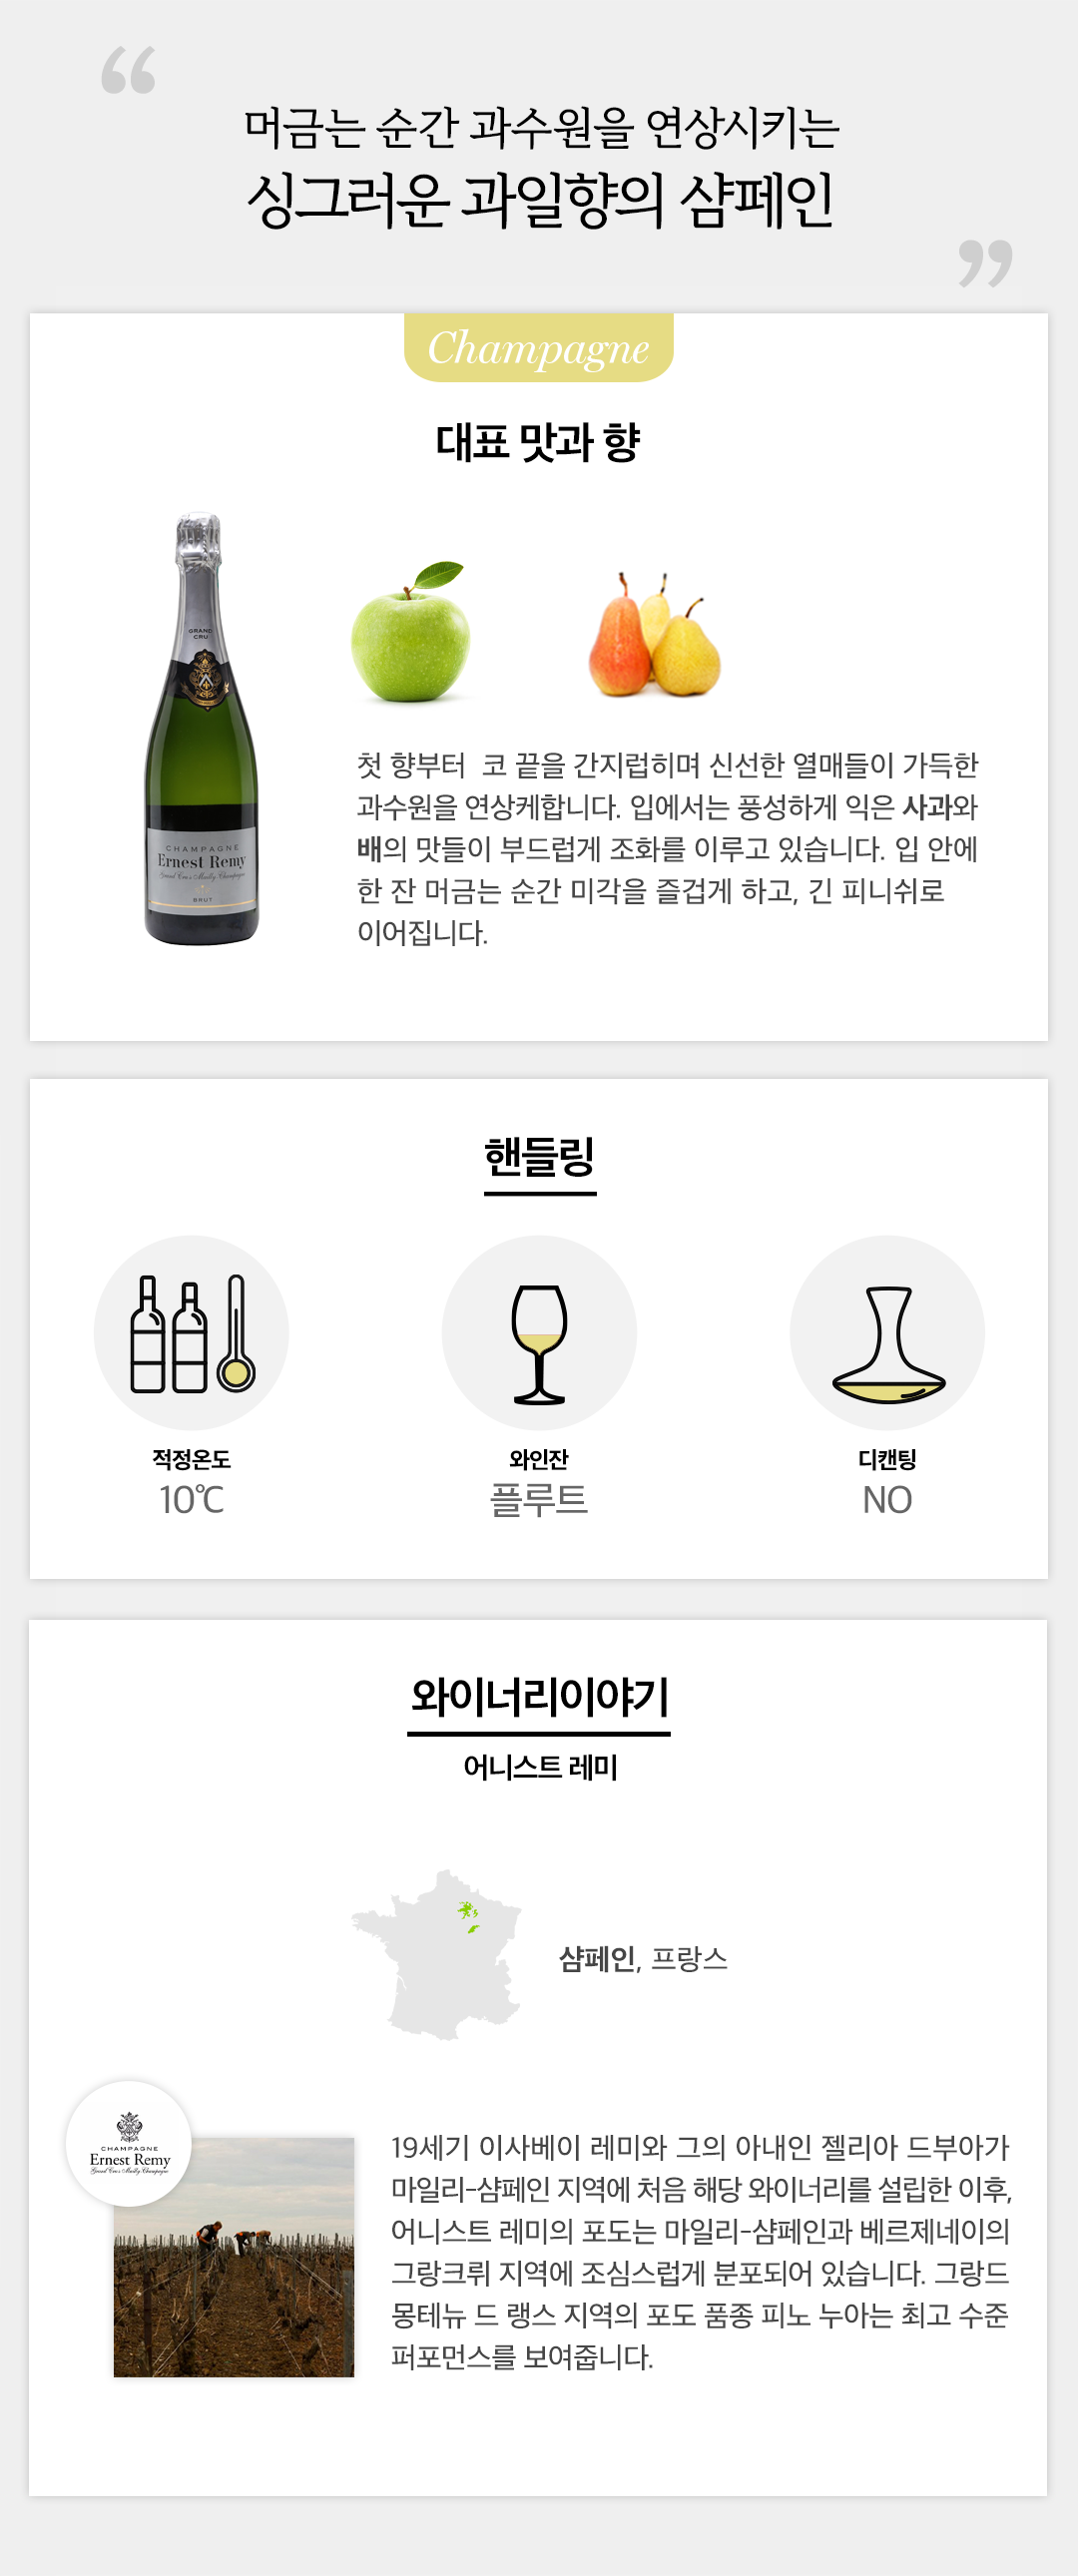 “
머금는 순간 과수원을 연상시키는
싱그러운 과일향의 샴페인
”
Champagne
대표 맛과 향
GRAND
CRU
CHAMPAGNE
Ernest Remy
Grand Cru à Mailly-Champagne
BRUT
첫 향부터 코 끝을 간지럽히며 신선한 열매들이 가득한
과수원을 연상케합니다. 입에서는 풍성하게 익은 사과와
배의 맛들이 부드럽게 조화를 이루고 있습니다. 입 안에
한 잔 머금는 순간 미각을 즐겁게 하고, 긴 피니쉬로
이어집니다.
핸들링
적정온도
10℃
와인잔
플루트
디캔팅
NO
와이너리이야기
어니스트 레미
샴페인, 프랑스
CHAMPAGNE
Ernest Remy
Grand Cru à Mailly-Champagne
19세기 이사베이 레미와 그의 아내인 젤리아 드부아가
마일리-샴페인 지역에 처음 해당 와이너리를 설립한 이후,
어니스트 레미의 포도는 마일리-샴페인과 베르제네이의
그랑크뤼 지역에 조심스럽게 분포되어 있습니다. 그랑드
몽테뉴 드 랭스 지역의 포도 품종 피노 누아는 최고 수준
퍼포먼스를 보여줍니다.